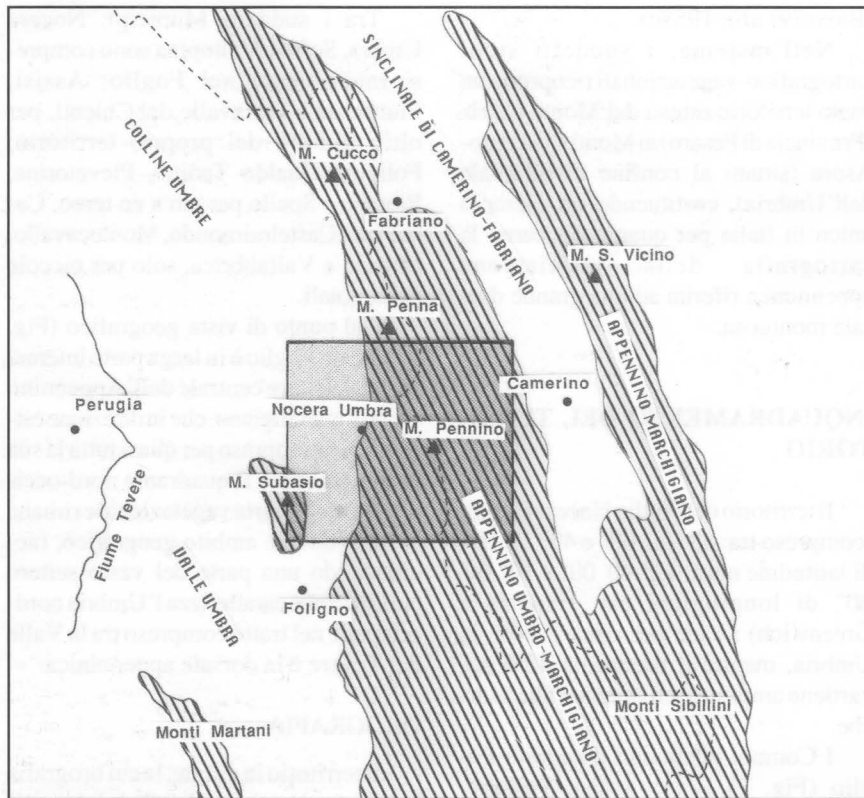 COLLINE UMBRE
SINCLINALE DI CAMERINO-FABRIANO
M. Cucco
Fabriano
M. S. Vicino
M. Penna
APPENNINO MARCHIGIANO
Perugia
Nocera Umbra
Camerino
M. Pennino
M. Subasio
Fiume Tevere
VALLE UMBRA
Foligno
APPENNINO UMBRO-MARCHIGIANO
Monti Sibillini
Monti Martani